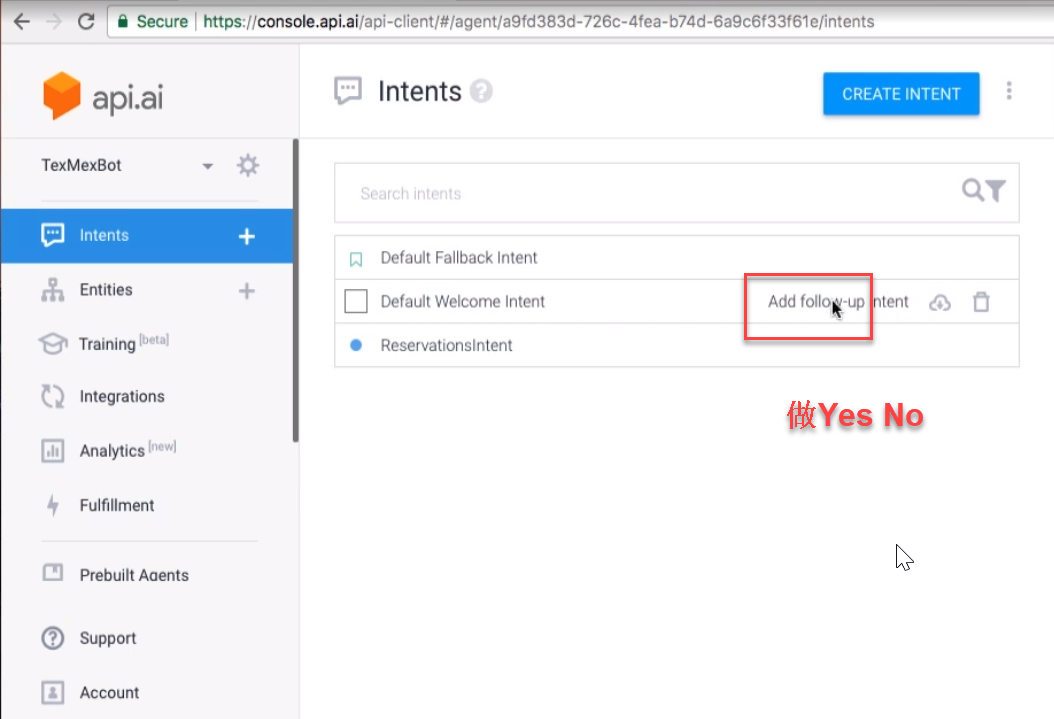 Secure https://console.api.ai/api-client/#/agent/a9fd383d-726c-4fea-b74d-6a9c6f33f61e/intents
api.ai
Intents
CREATE INTENT
TexMexBot
Search intents
Intents
Default Fallback Intent
Entities
Default Welcome Intent Add follow-up intent
Training [beta]
ReservationsIntent
Integrations
做Yes No
Analytics [new]
Fulfillment
Prebuilt Agents
Support
Account